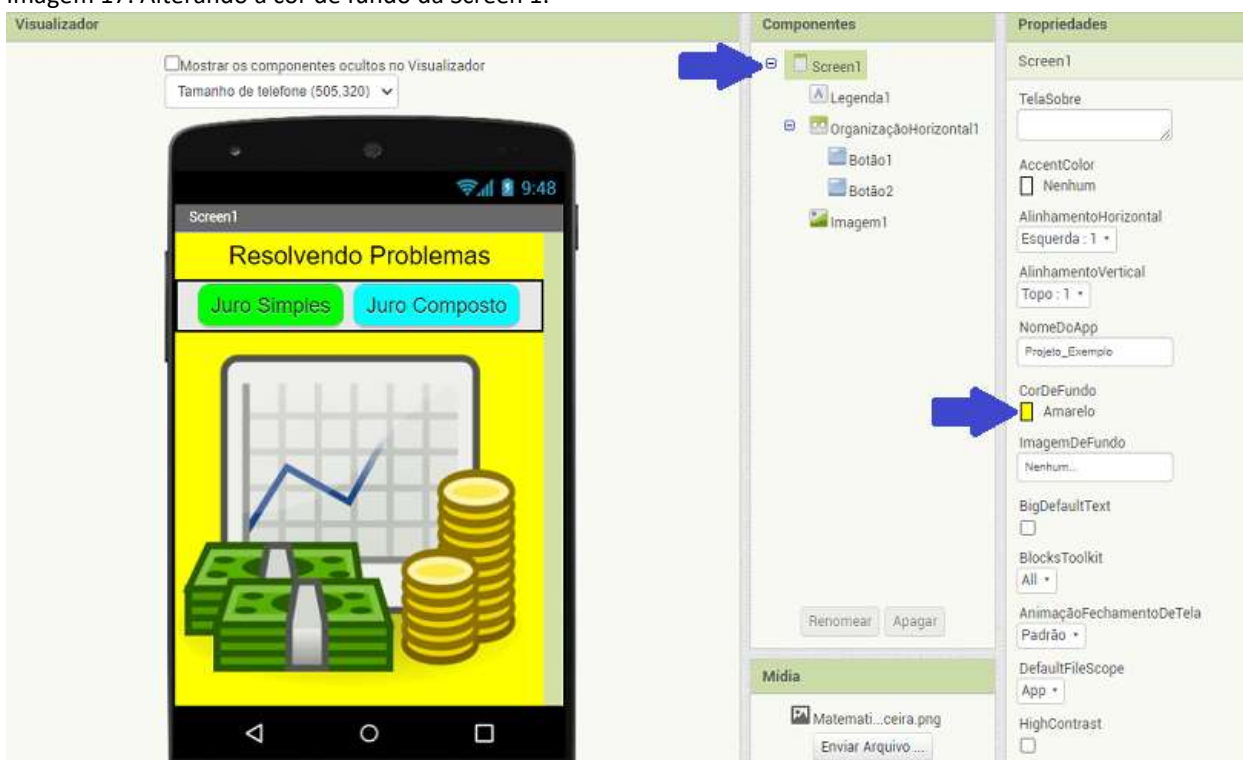 Imagem 17: Alterando a cor de fundo da Screen 1.
Visualizador
Mostrar os componentes ocultos no Visualizador
Tamanho de telefone (505,320)
9:48
Screen1
Resolvendo Problemas
Juro Simples
Juro Composto
Componentes
Screen1
Legenda1
OrganizaçãoHorizontal1
Botão1
Botão2
Imagem1
Renomear
Apagar
Mídia
Matemati...ceira.png
Enviar Arquivo ...
Propriedades
Screen1
TelaSobre
AccentColor
Nenhum
AlinhamentoHorizontal
Esquerda : 1
AlinhamentoVertical
Topo : 1
NomeDoApp
Projeto_Exemplo
CorDeFundo
Amarelo
ImagemDeFundo
Nenhum...
BigDefaultText
BlocksToolkit
All
AnimaçãoFechamentoDeTela
Padrão
DefaultFileScope
App
HighContrast